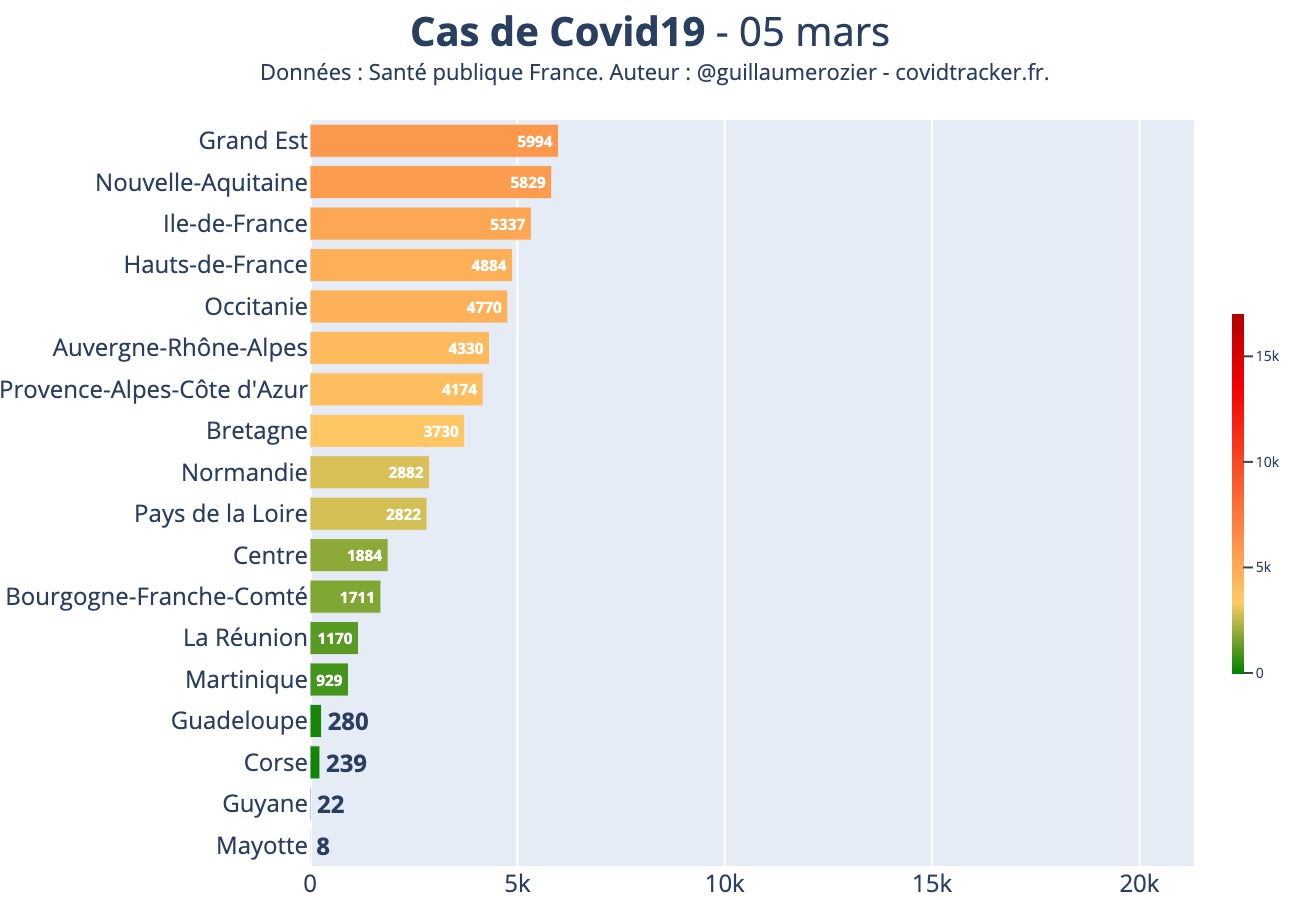 Cas de Covid19 - 05 mars
Données : Santé publique France. Auteur : @guillaumerozier - covidtracker.fr.
Grand Est 5994
Nouvelle-Aquitaine 5829
Ile-de-France 5337
Hauts-de-France 4884
Occitanie 4770
Auvergne-Rhône-Alpes 4330
Provence-Alpes-Côte d'Azur 4174
Bretagne 3730
Normandie 2882
Pays de la Loire 2822
Centre 1884
Bourgogne-Franche-Comté 1711
La Réunion 1170
Martinique 929
Guadeloupe 280
Corse 239
Guyane 22
Mayotte 8
0 5k 10k 15k 20k
15k
10k
5k
0